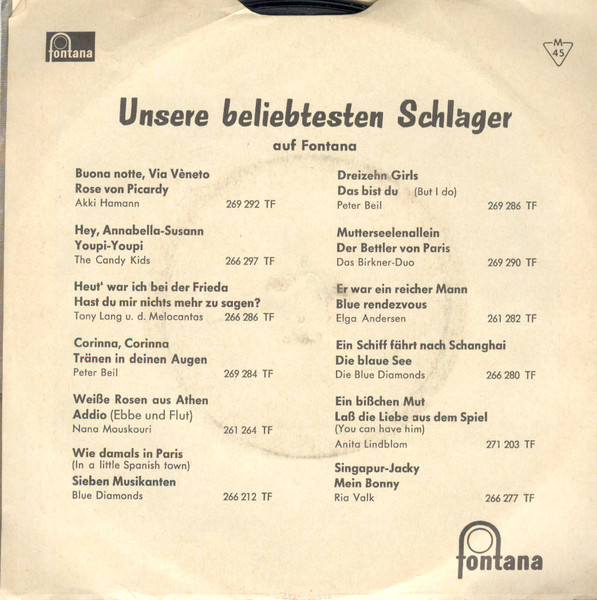 fontana
M
45
Unsere beliebtesten Schlager
auf Fontana
Buona notte, Via Vèneto
Rose von Picardy
Akki Hamann 269 292 TF
Hey, Annabella-Susann
Youpi-Youpi
The Candy Kids 266 297 TF
Heut' war ich bei der Frieda
Hast du mir nichts mehr zu sagen?
Tony Lang u. d. Melocantas 266 286 TF
Corinna, Corinna
Tränen in deinen Augen
Peter Beil 269 284 TF
Weiße Rosen aus Athen
Addio (Ebbe und Flut)
Nana Mouskouri 261 264 TF
Wie damals in Paris
(In a little Spanish town)
Sieben Musikanten
Blue Diamonds 266 212 TF
Dreizehn Girls
Das bist du (But I do)
Peter Beil 269 286 TF
Mutterseelenallein
Der Bettler von Paris
Das Birkner-Duo 269 290 TF
Er war ein reicher Mann
Blue rendezvous
Elga Andersen 261 282 TF
Ein Schiff fährt nach Schanghai
Die blaue See
Die Blue Diamonds 266 280 TF
Ein bißchen Mut
Laß die Liebe aus dem Spiel
(You can have him)
Anita Lindblom 271 203 TF
Singapur-Jacky
Mein Bonny
Ria Valk 266 277 TF
fontana